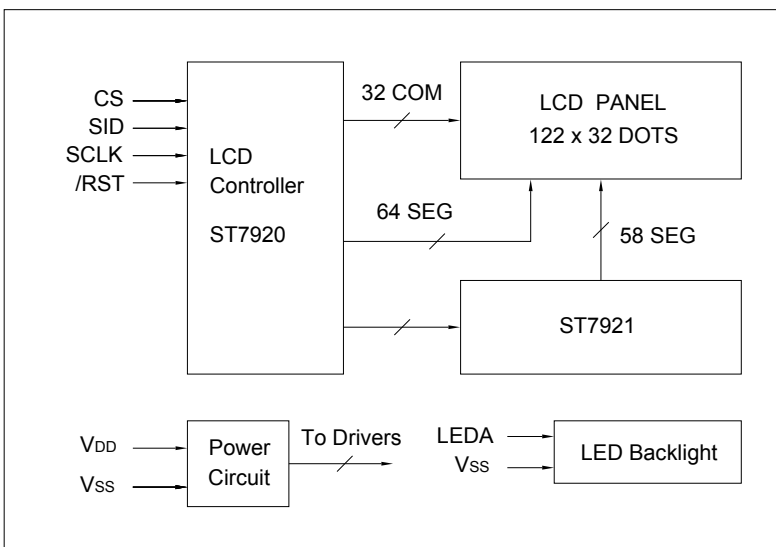 CS
SID
SCLK
/RST
LCD
Controller
ST7920
32 COM
64 SEG
LCD PANEL
122 x 32 DOTS
58 SEG
ST7921
VDD
VSS
Power
Circuit
To Drivers
LEDA
VSS
LED Backlight